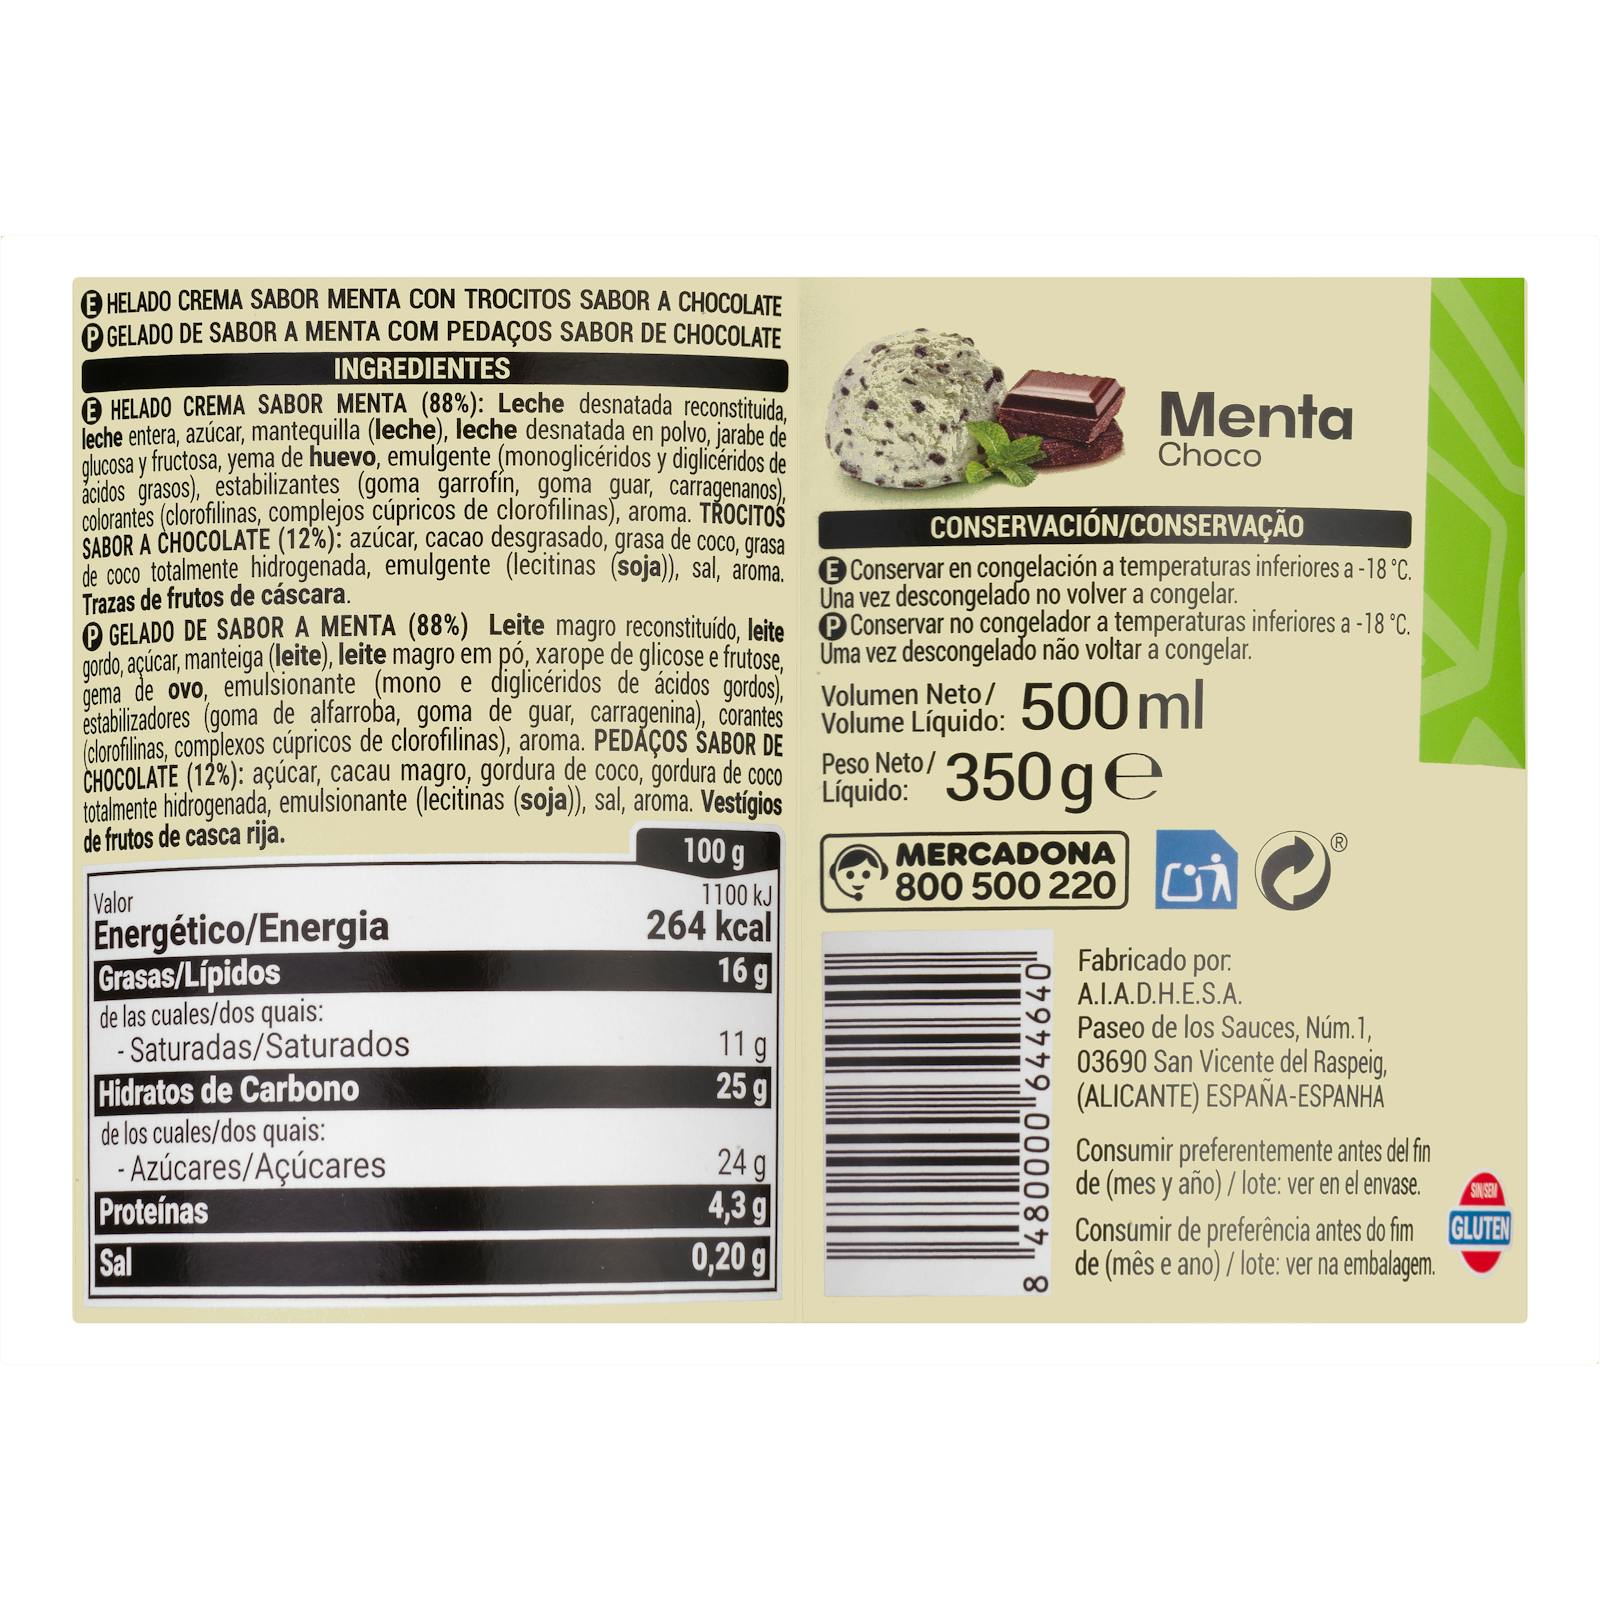 E HELADO CREMA SABOR MENTA CON TROCITOS SABOR A CHOCOLATE
P GELADO DE SABOR A MENTA COM PEDAÇOS SABOR DE CHOCOLATE
INGREDIENTES
E HELADO CREMA SABOR MENTA (88%): Leche desnatada reconstituida,
leche entera, azúcar, mantequilla (leche), leche desnatada en polvo, jarabe de
glucosa y fructosa, yema de huevo, emulgente (monoglicéridos y diglicéridos de
ácidos grasos), estabilizantes (goma garrofín, goma guar, carragenanos),
colorantes (clorofilinas, complejos cúpricos de clorofilinas), aroma. TROCITOS
SABOR A CHOCOLATE (12%): azúcar, cacao desgrasado, grasa de coco, grasa
de coco totalmente hidrogenada, emulgente (lecitinas (soja)), sal, aroma.
Trazas de frutos de cáscara.
P GELADO DE SABOR A MENTA (88%) Leite magro reconstituído, leite
gordo, açúcar, manteiga (leite), leite magro em pó, xarope de glicose e frutose,
gema de ovo, emulsionante (mono e diglicéridos de ácidos gordos),
estabilizadores (goma de alfarroba, goma de guar, carragenina), corantes
(clorofilinas, complexos cúpricos de clorofilinas), aroma. PEDAÇOS SABOR DE
CHOCOLATE (12%): açúcar, cacau magro, gordura de coco, gordura de coco
totalmente hidrogenada, emulsionante (lecitinas (soja)), sal, aroma. Vestígios
de frutos de casca rija.
100 g
Valor 1100 kJ
Energético/Energia 264 kcal
Grasas/Lípidos 16 g
de las cuales/dos quais:
- Saturadas/Saturados 11 g
Hidratos de Carbono 25 g
de los cuales/dos quais:
- Azúcares/Açúcares 24 g
Proteínas 4,3 g
Sal 0,20 g
Menta
Choco
CONSERVACIÓN/CONSERVAÇÃO
E Conservar en congelación a temperaturas inferiores a -18 °C.
Una vez descongelado no volver a congelar.
P Conservar no congelador a temperaturas inferiores a -18 °C.
Uma vez descongelado não voltar a congelar.
Volumen Neto/
Volume Líquido: 500 ml
Peso Neto/
Líquido: 350 g e
MERCADONA
800 500 220
®
8 480000 644640
Fabricado por:
A.I.A.D.H.E.S.A.
Paseo de los Sauces, Núm.1,
03690 San Vicente del Raspeig,
(ALICANTE) ESPAÑA-ESPANHA
Consumir preferentemente antes del fin
de (mes y año) / lote: ver en el envase.
Consumir de preferência antes do fim
de (mês e ano) / lote: ver na embalagem.
SIN/SEM
GLUTEN